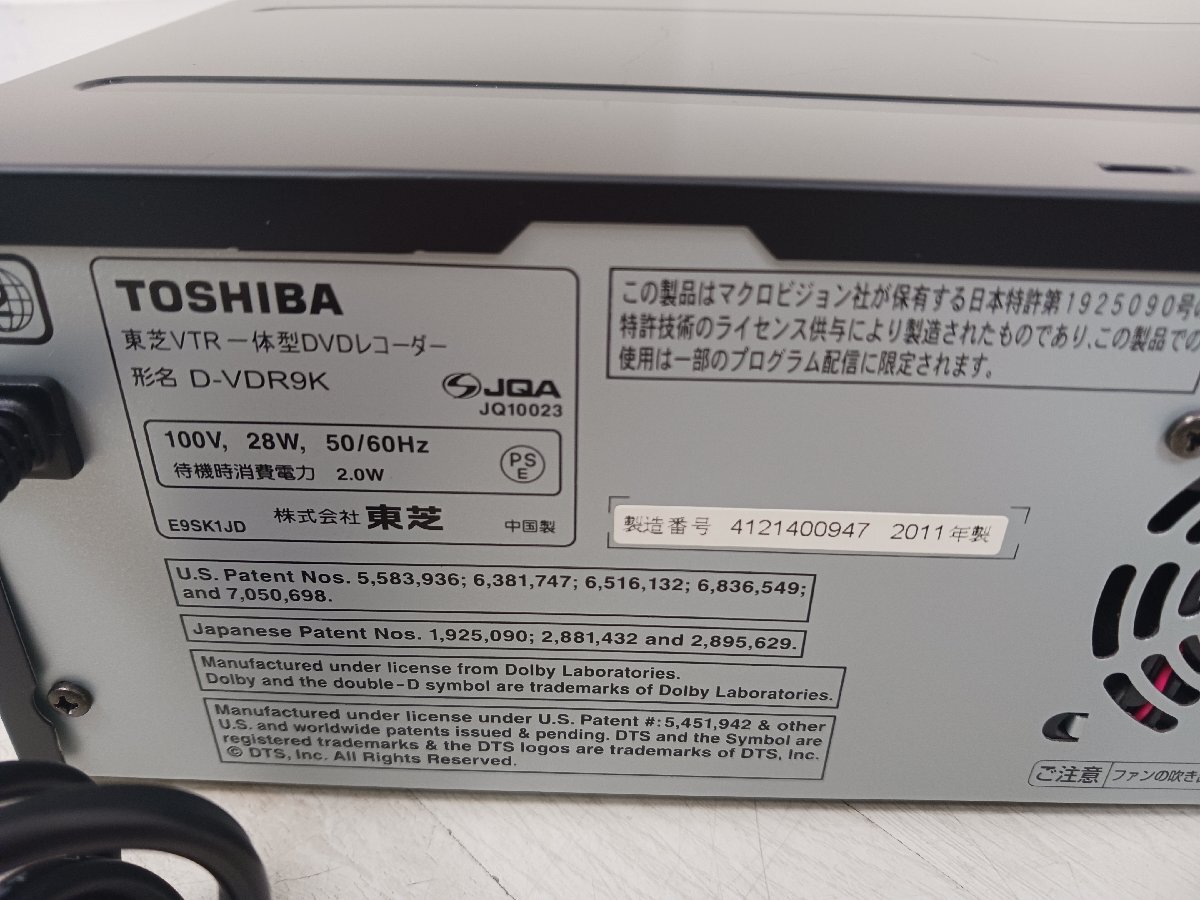 2
TOSHIBA
東芝VTR一体型DVDレコーダー
形名 D-VDR9K
JQA
JQ10023
100V, 28W, 50/60Hz
待機時消費電力 2.0W
PS
E
E9SK1JD 株式会社 東芝 中国製
この製品はマクロビジョン社が保有する日本特許第1925090号の
特許技術のライセンス供与により製造されたものであり、この製品での
使用は一部のプログラム配信に限定されます。
製造番号 4121400947 2011年製
U.S. Patent Nos. 5,583,936; 6,381,747; 6,516,132; 6,836,549;
and 7,050,698.
Japanese Patent Nos. 1,925,090; 2,881,432 and 2,895,629.
Manufactured under license from Dolby Laboratories.
Dolby and the double-D symbol are trademarks of Dolby Laboratories.
Manufactured under license under U.S. Patent #: 5,451,942 & other
U.S. and worldwide patents issued & pending. DTS and the Symbol are
registered trademarks & the DTS logos are trademarks of DTS, Inc.
© DTS, Inc. All Rights Reserved.
ご注意 ファンの吹き